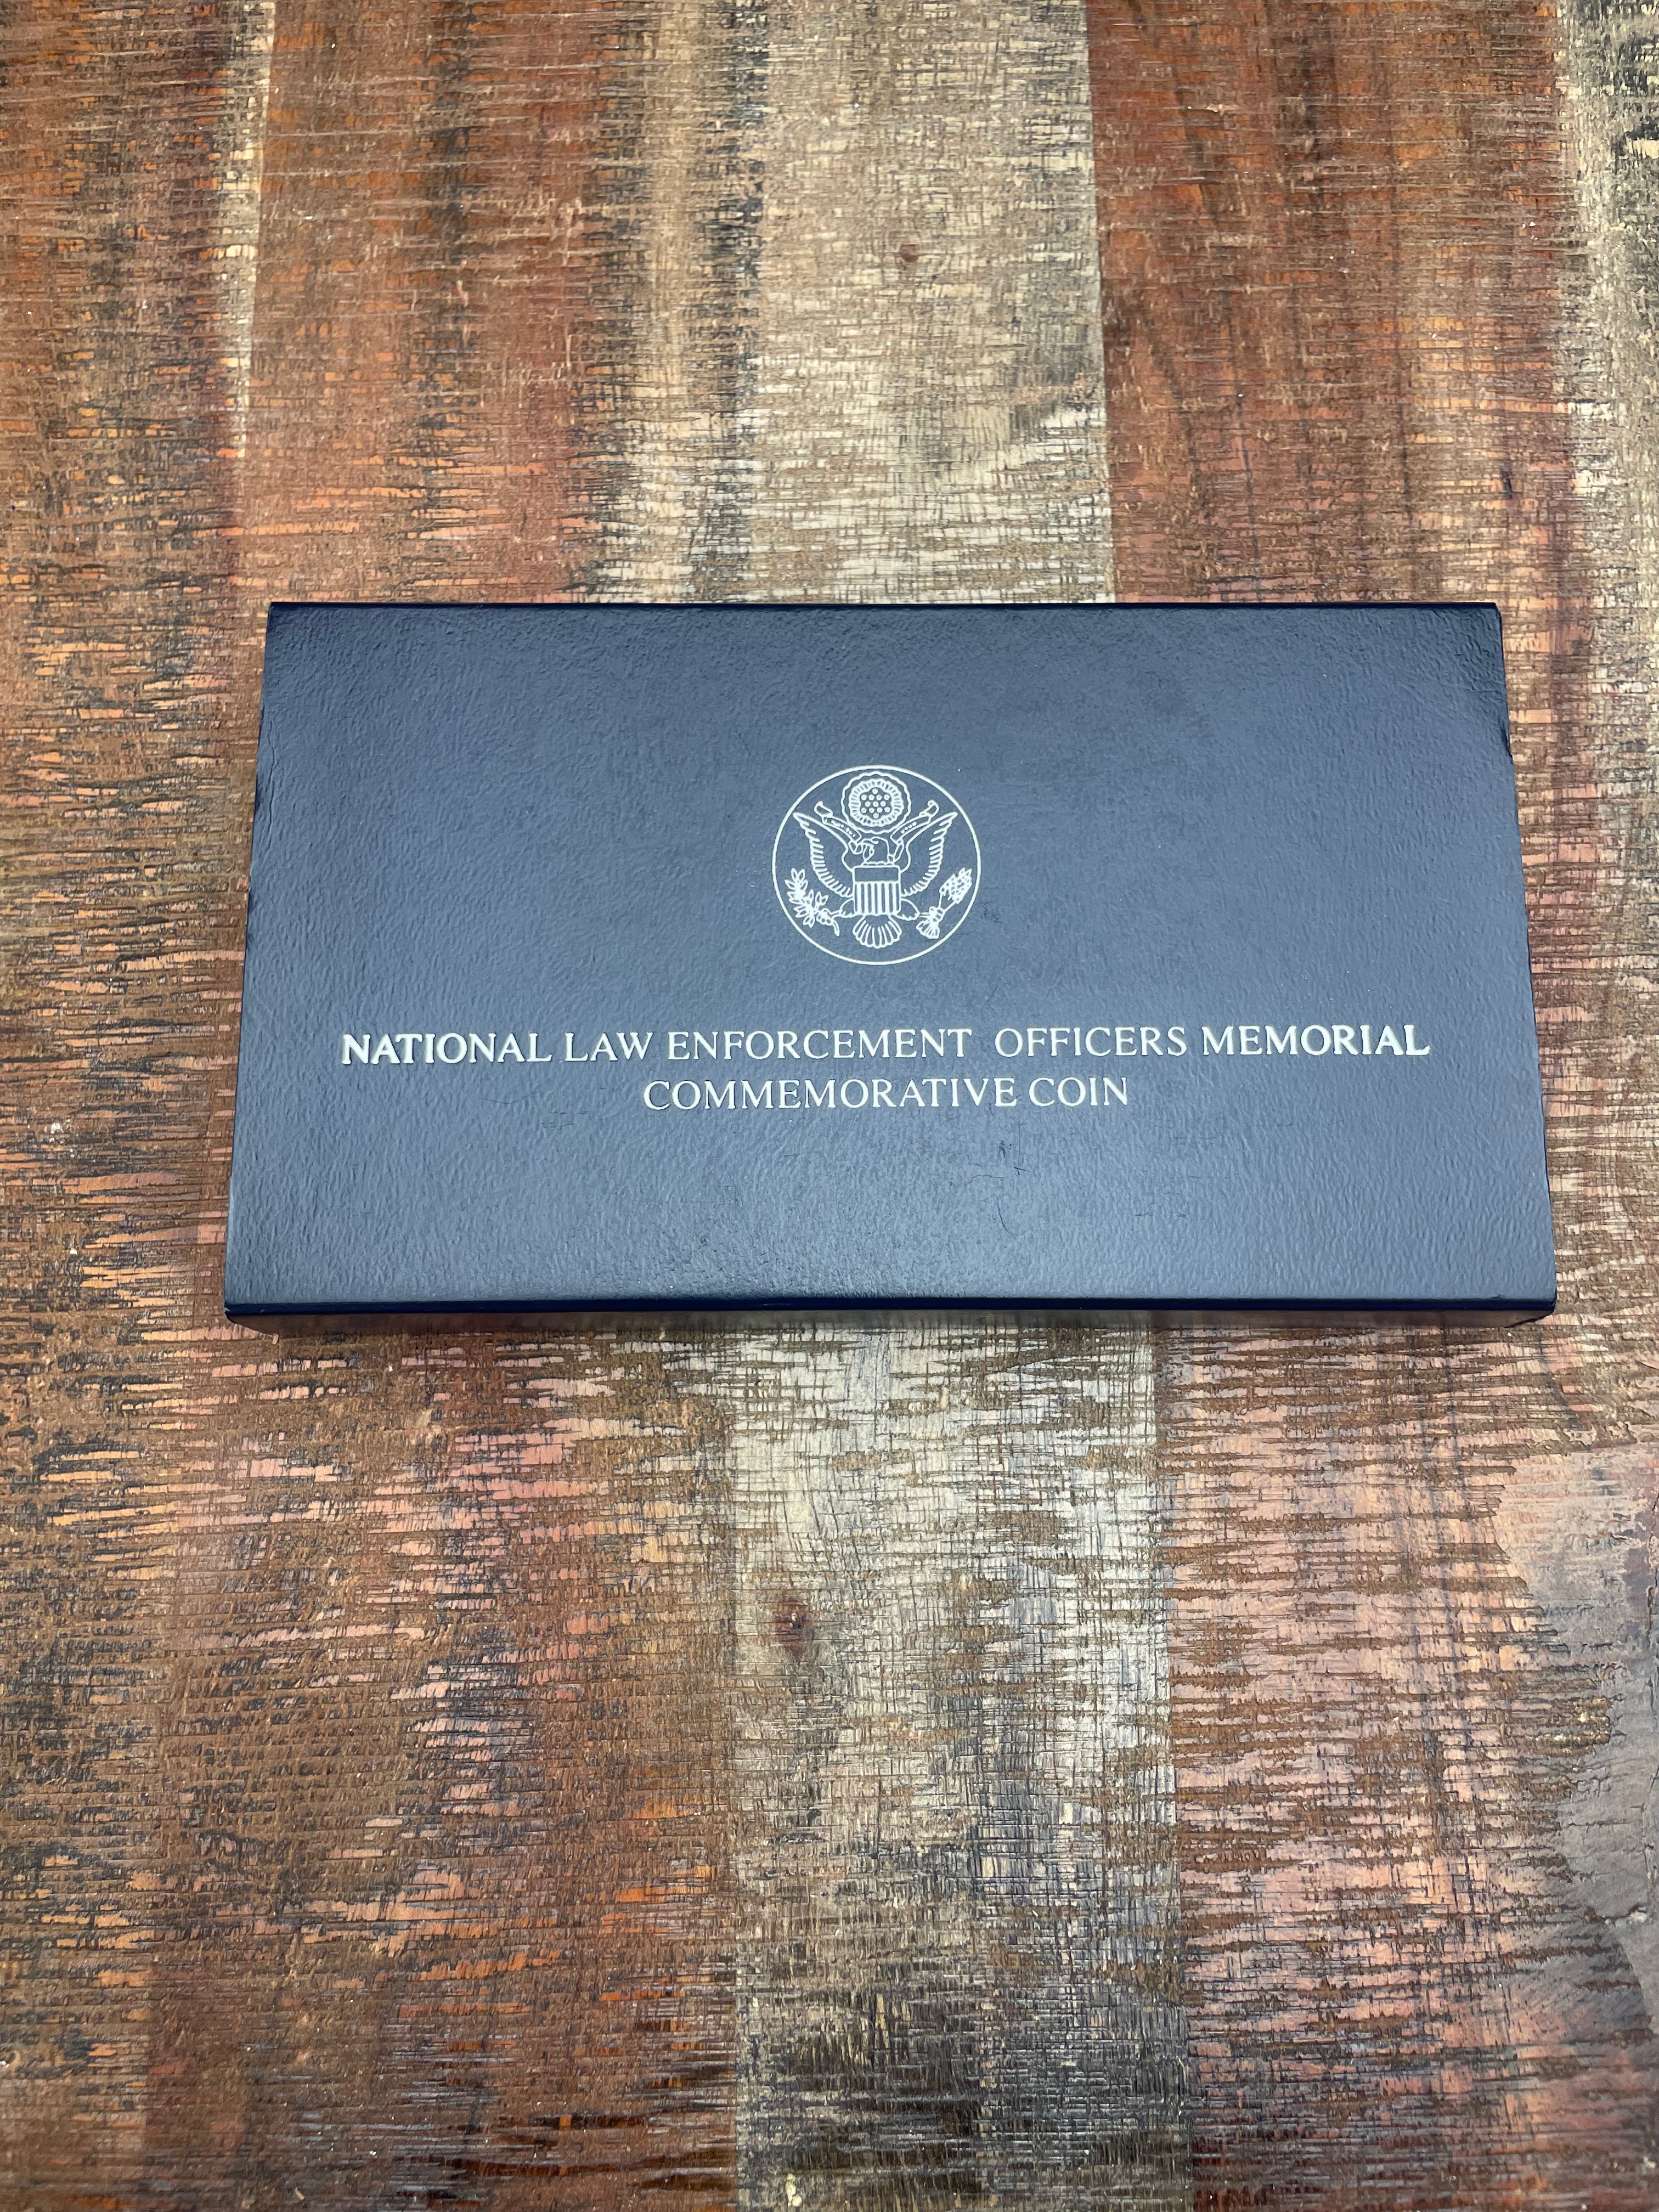 NATIONAL LAW ENFORCEMENT OFFICERS MEMORIAL
COMMEMORATIVE COIN